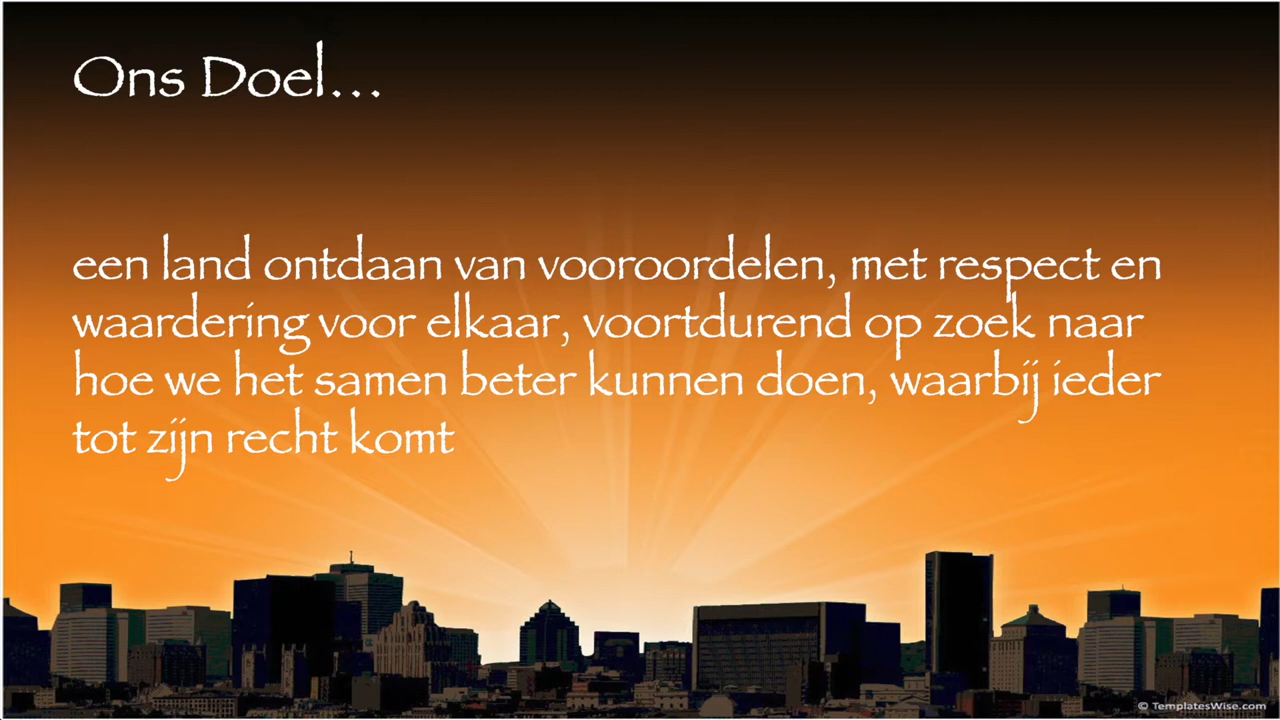 Ons Doel...
een land ontdaan van vooroordelen, met respect en
waardering voor elkaar, voortdurend op zoek naar
hoe we het samen beter kunnen doen, waarbij ieder
tot zijn recht komt
© TemplatesWise.com